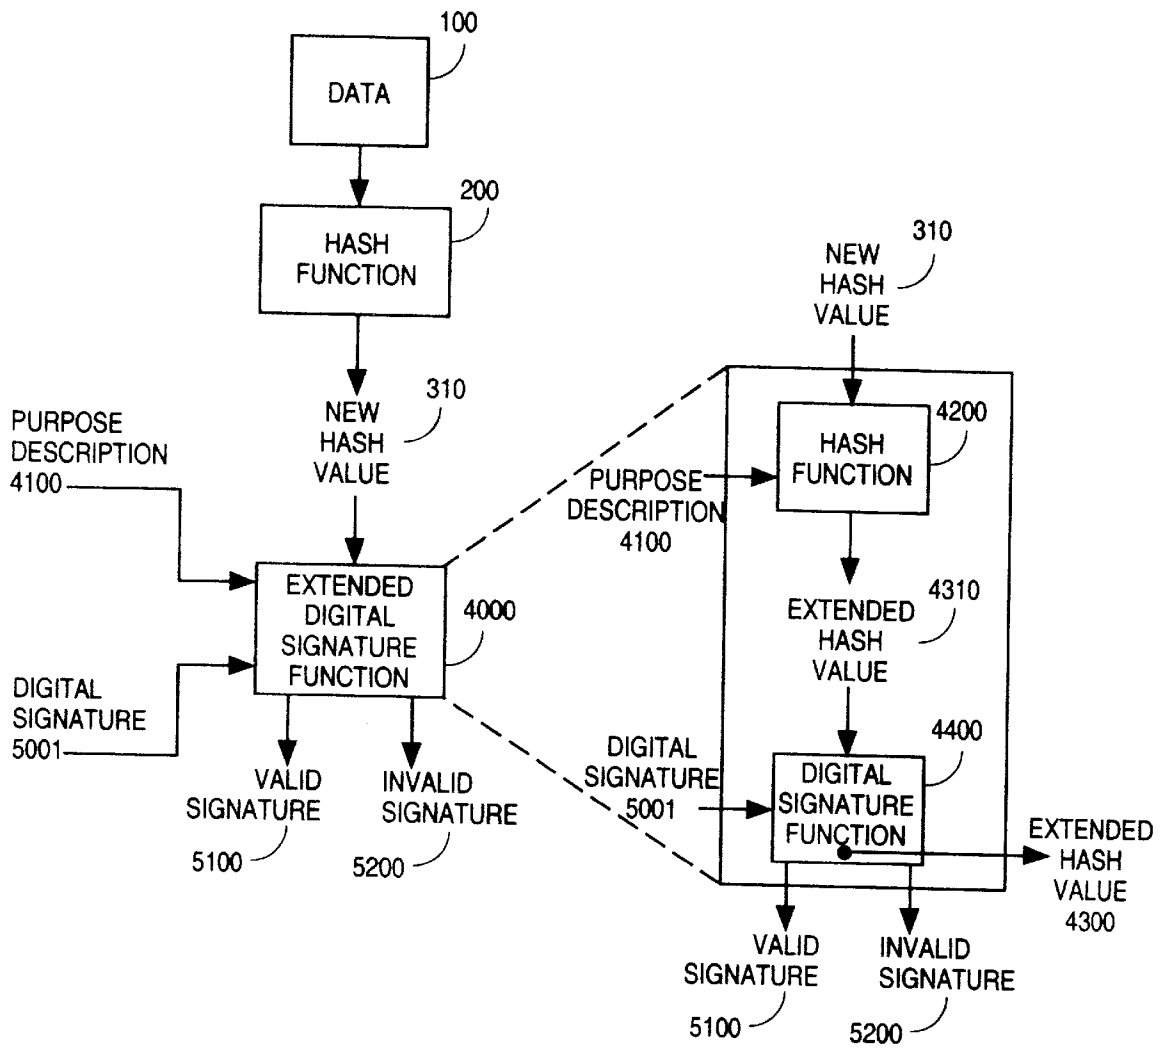 100
DATA
200
HASH
FUNCTION
310
NEW
HASH
VALUE
PURPOSE
DESCRIPTION
4100
EXTENDED
DIGITAL
SIGNATURE
FUNCTION
4000
DIGITAL
SIGNATURE
5001
VALID
SIGNATURE
5100
INVALID
SIGNATURE
5200
310
NEW
HASH
VALUE
4200
HASH
FUNCTION
PURPOSE
DESCRIPTION
4100
4310
EXTENDED
HASH
VALUE
4400
DIGITAL
SIGNATURE
FUNCTION
DIGITAL
SIGNATURE
5001
EXTENDED
HASH
VALUE
4300
VALID
SIGNATURE
5100
INVALID
SIGNATURE
5200